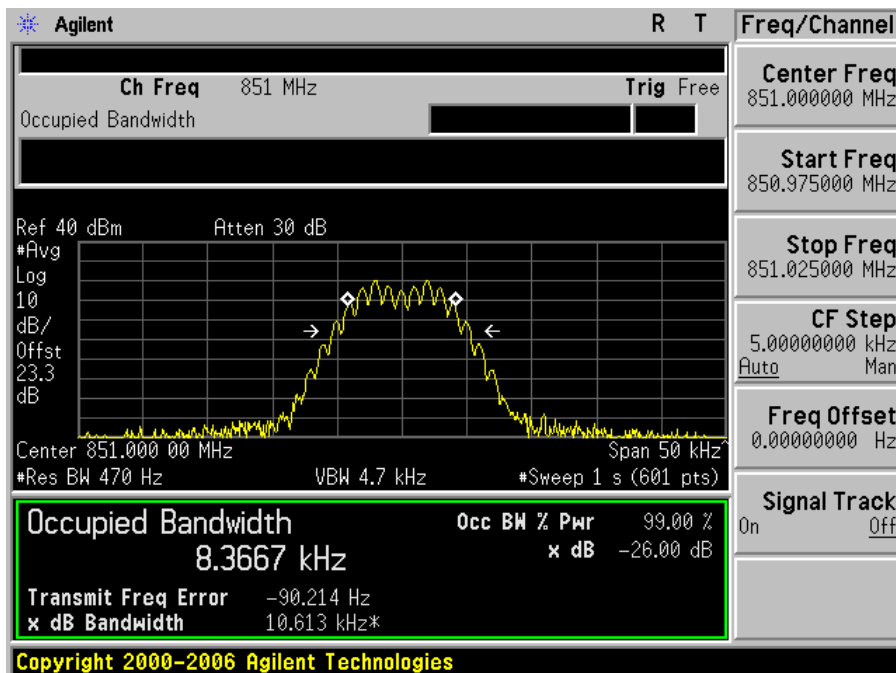 Agilent R T
Freq/Channel
Ch Freq 851 MHz Trig Free
Occupied Bandwidth
Center Freq
851.000000 MHz
Start Freq
850.975000 MHz
Stop Freq
851.025000 MHz
CF Step
5.00000000 kHz
Auto Man
Freq Offset
0.00000000 Hz
Signal Track
On Off
Ref 40 dBm Atten 30 dB
#Avg
Log
10
dB/
Offst
23.3
dB
Center 851.000 00 MHz Span 50 kHz^
#Res BW 470 Hz VBW 4.7 kHz #Sweep 1 s (601 pts)
Occupied Bandwidth
8.3667 kHz
Occ BW % Pwr 99.00 %
x dB -26.00 dB
Transmit Freq Error -90.214 Hz
x dB Bandwidth 10.613 kHz*
Copyright 2000-2006 Agilent Technologies